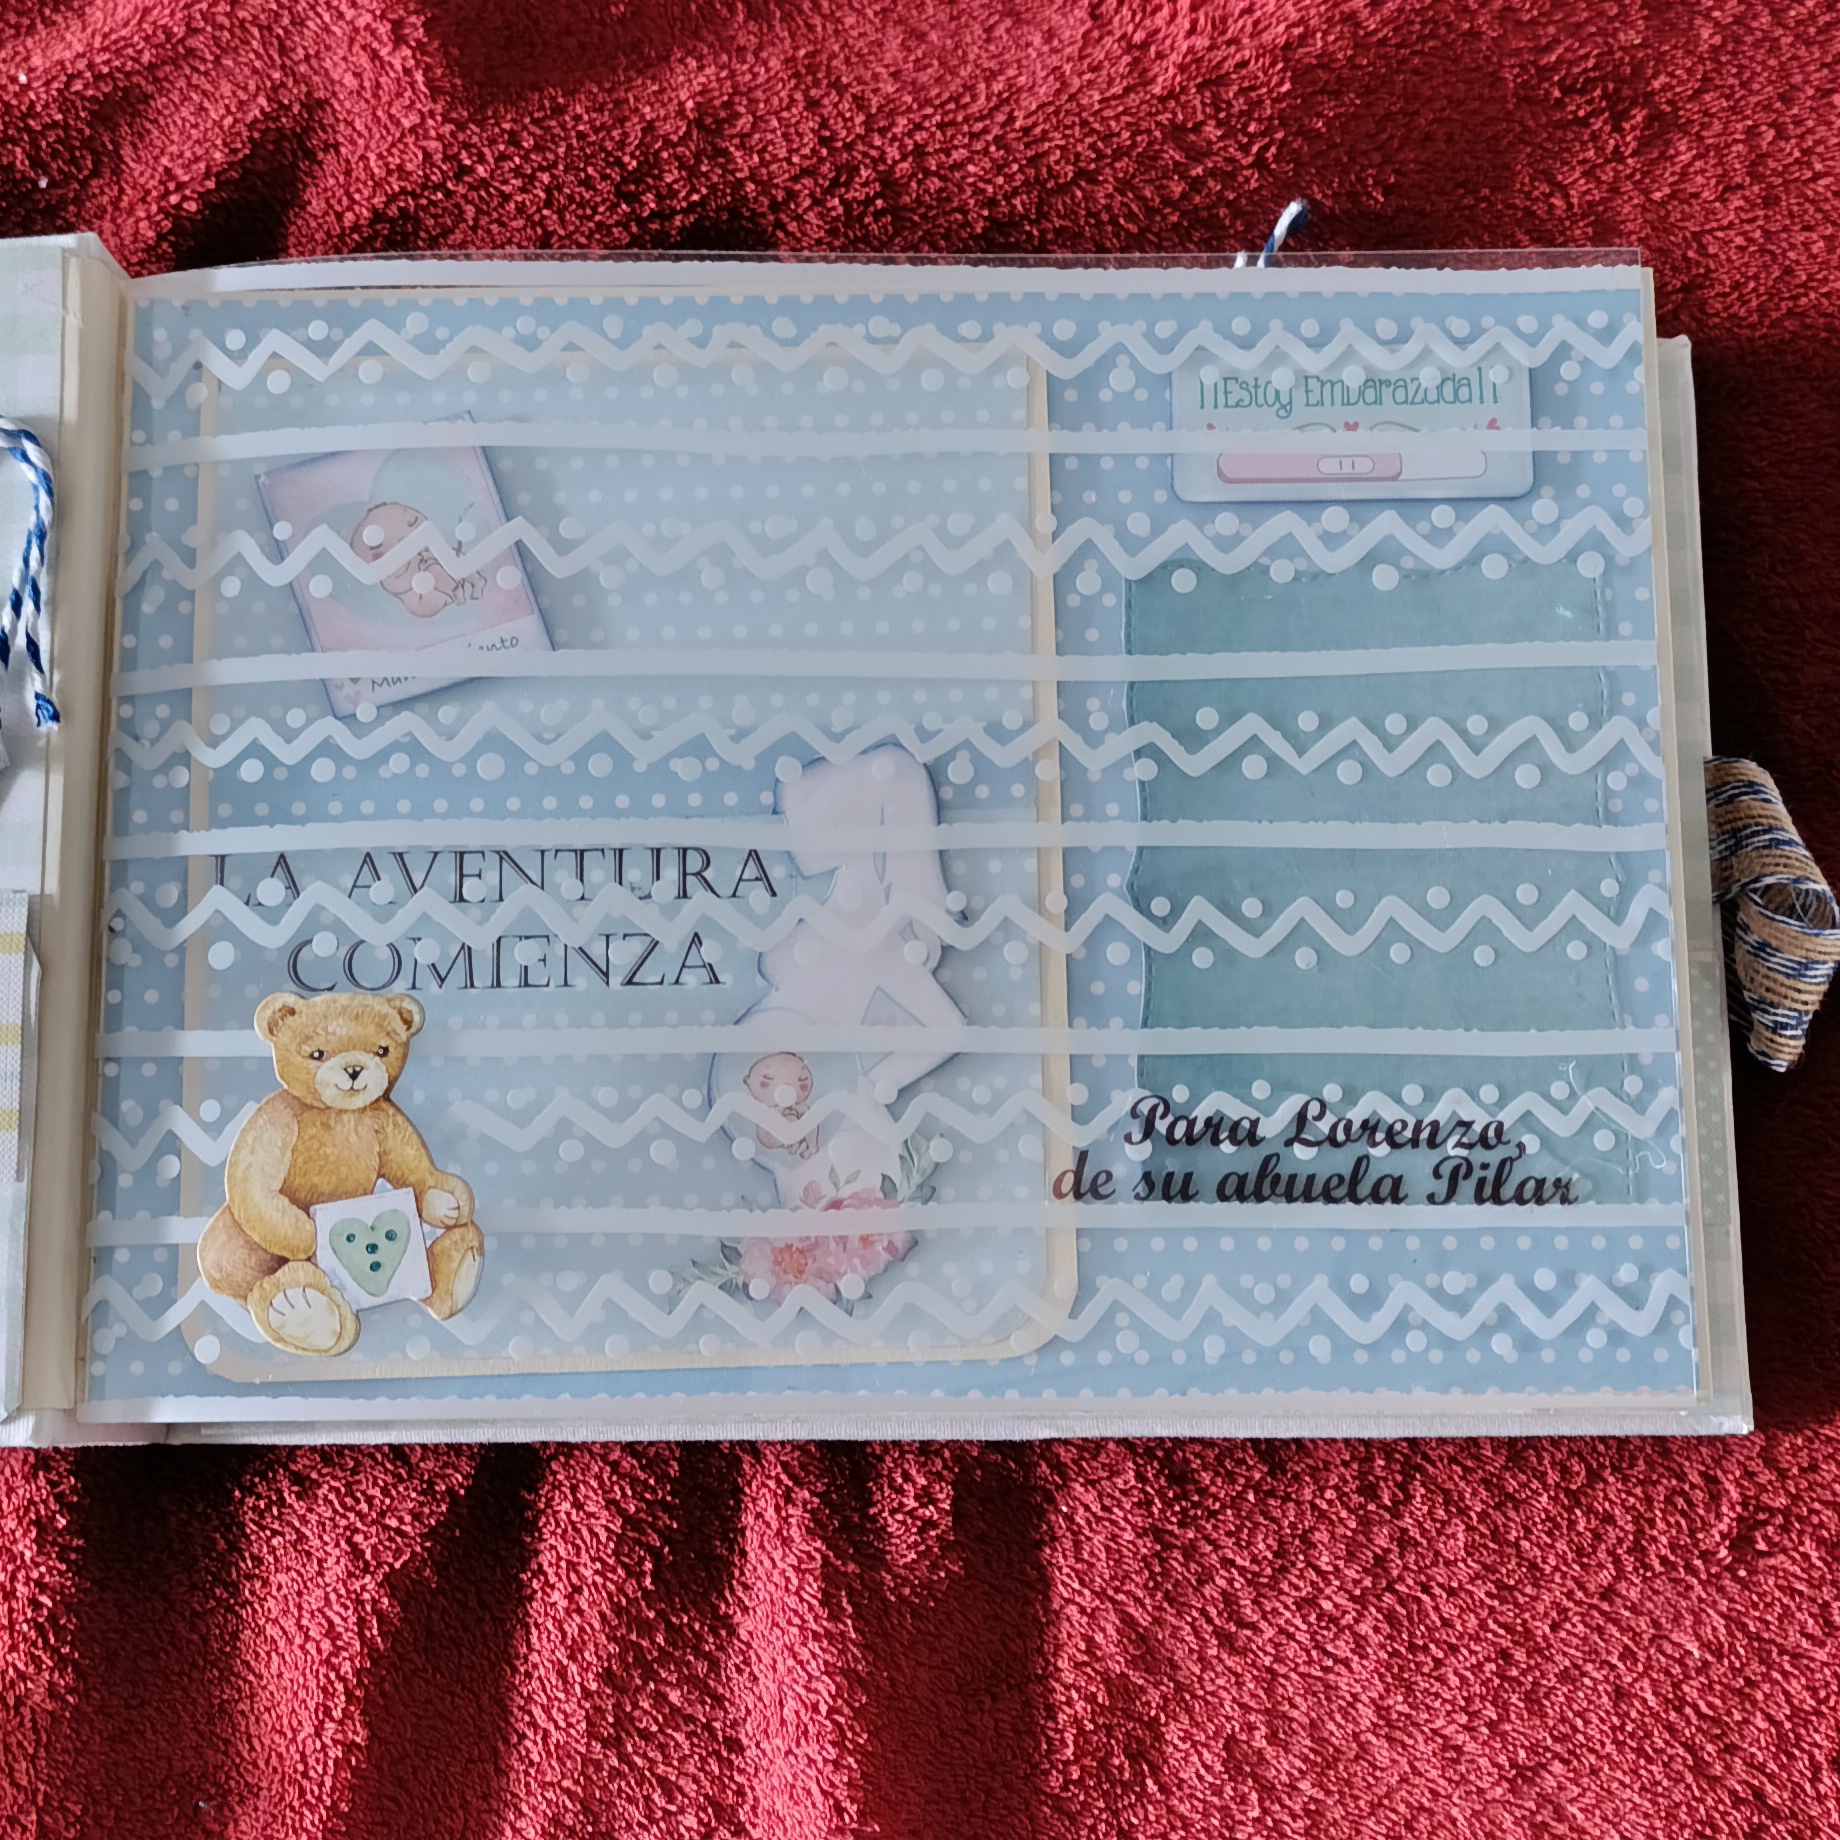 ¡¡Estoy Embarazada!!
LA AVENTURA
COMIENZA
Para Lorenzo,
de su abuela Pilar